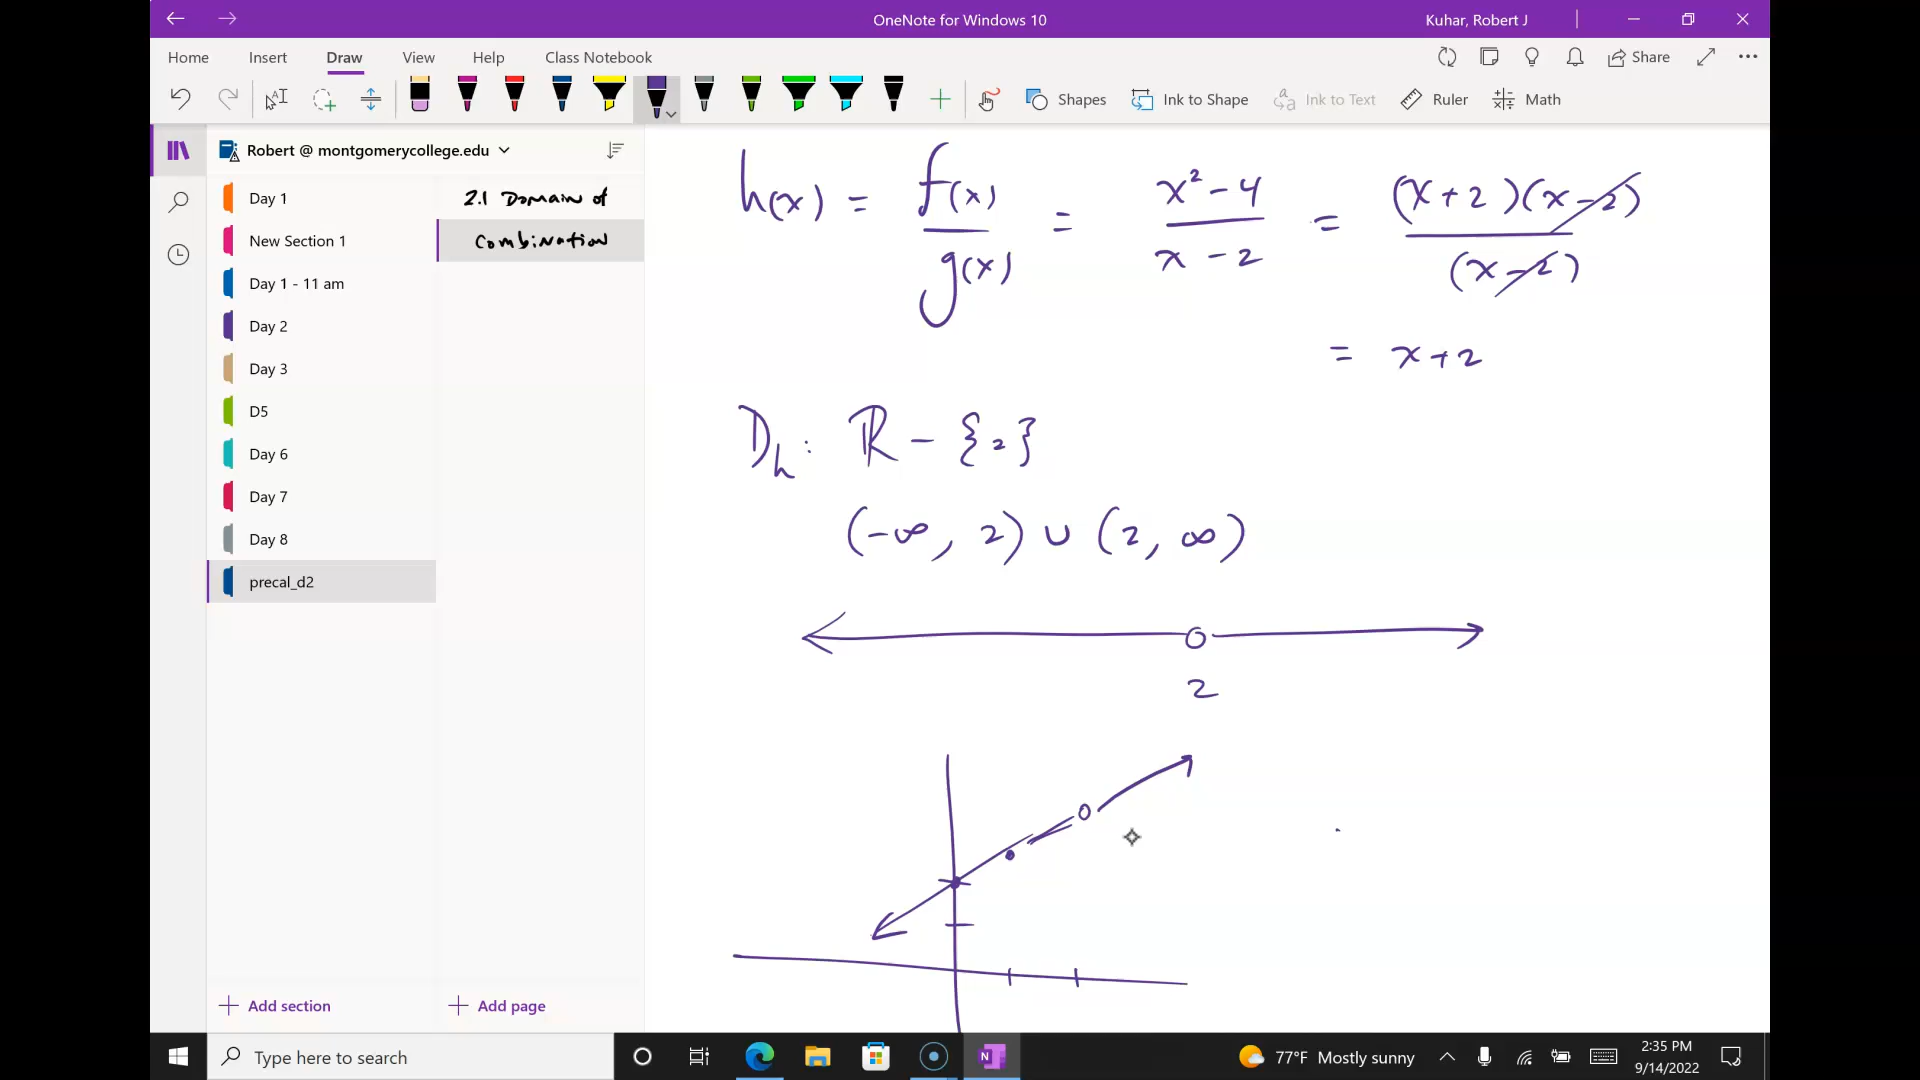 OneNote for Windows 10
Kuhar, Robert J
Home Insert Draw View Help Class Notebook
Share
Shapes Ink to Shape Ink to Text Ruler Math
Robert @ montgomerycollege.edu
Day 1
New Section 1
Day 1 - 11 am
Day 2
Day 3
D5
Day 6
Day 7
Day 8
precal_d2
2.1 Domain of
Combination
h(x) = f(x)/g(x) = x² - 4/x - 2 = (x+2)(x-2)/(x-2)
= x+2
D_h: ℝ - {2}
(-∞, 2) ∪ (2, ∞)
2
Add section
Add page
Type here to search
77°F Mostly sunny
2:35 PM
9/14/2022